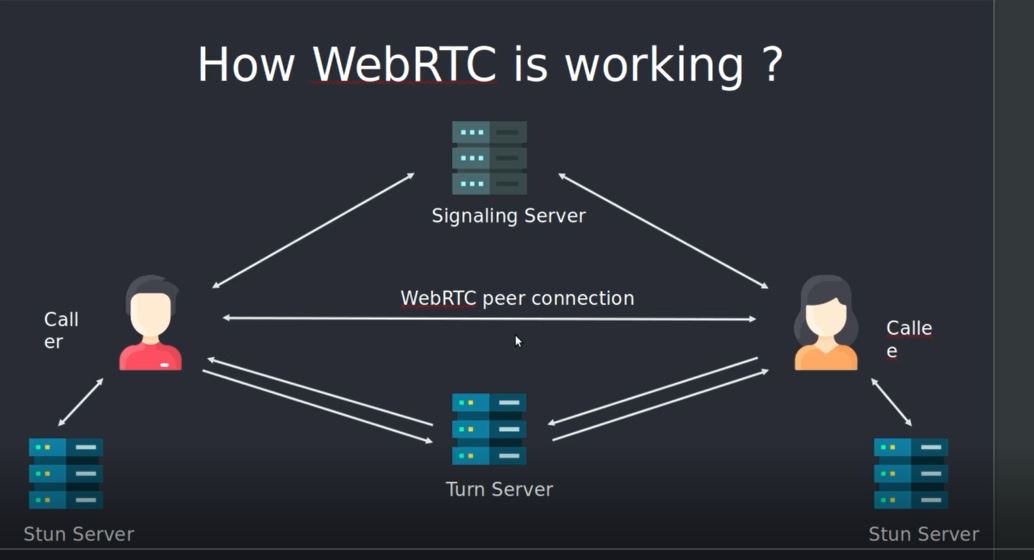 How WebRTC is working ?
Signaling Server
WebRTC peer connection
Call
er
Calle
e
Turn Server
Stun Server
Stun Server